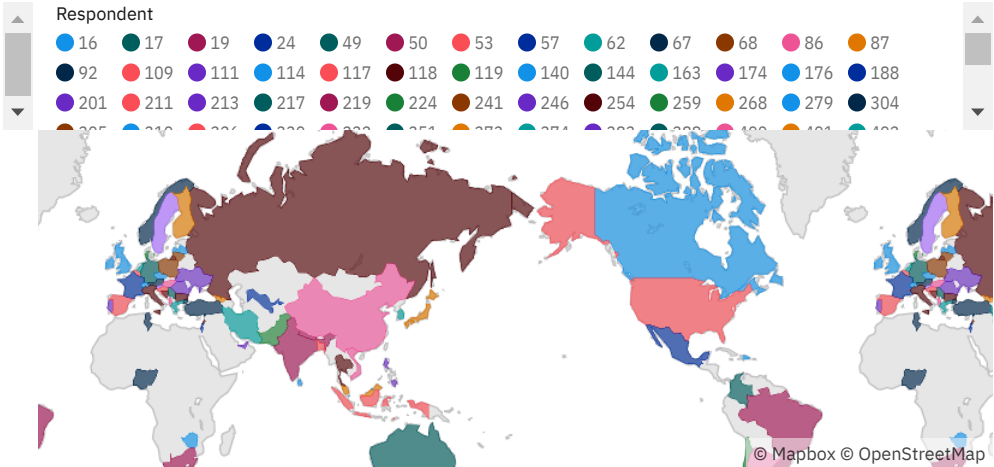 Respondent
16 17 19 24 49 50 53 57 62 67 68 86 87
92 109 111 114 117 118 119 140 144 163 174 176 188
201 211 213 217 219 224 241 246 254 259 268 279 304
© Mapbox © OpenStreetMap